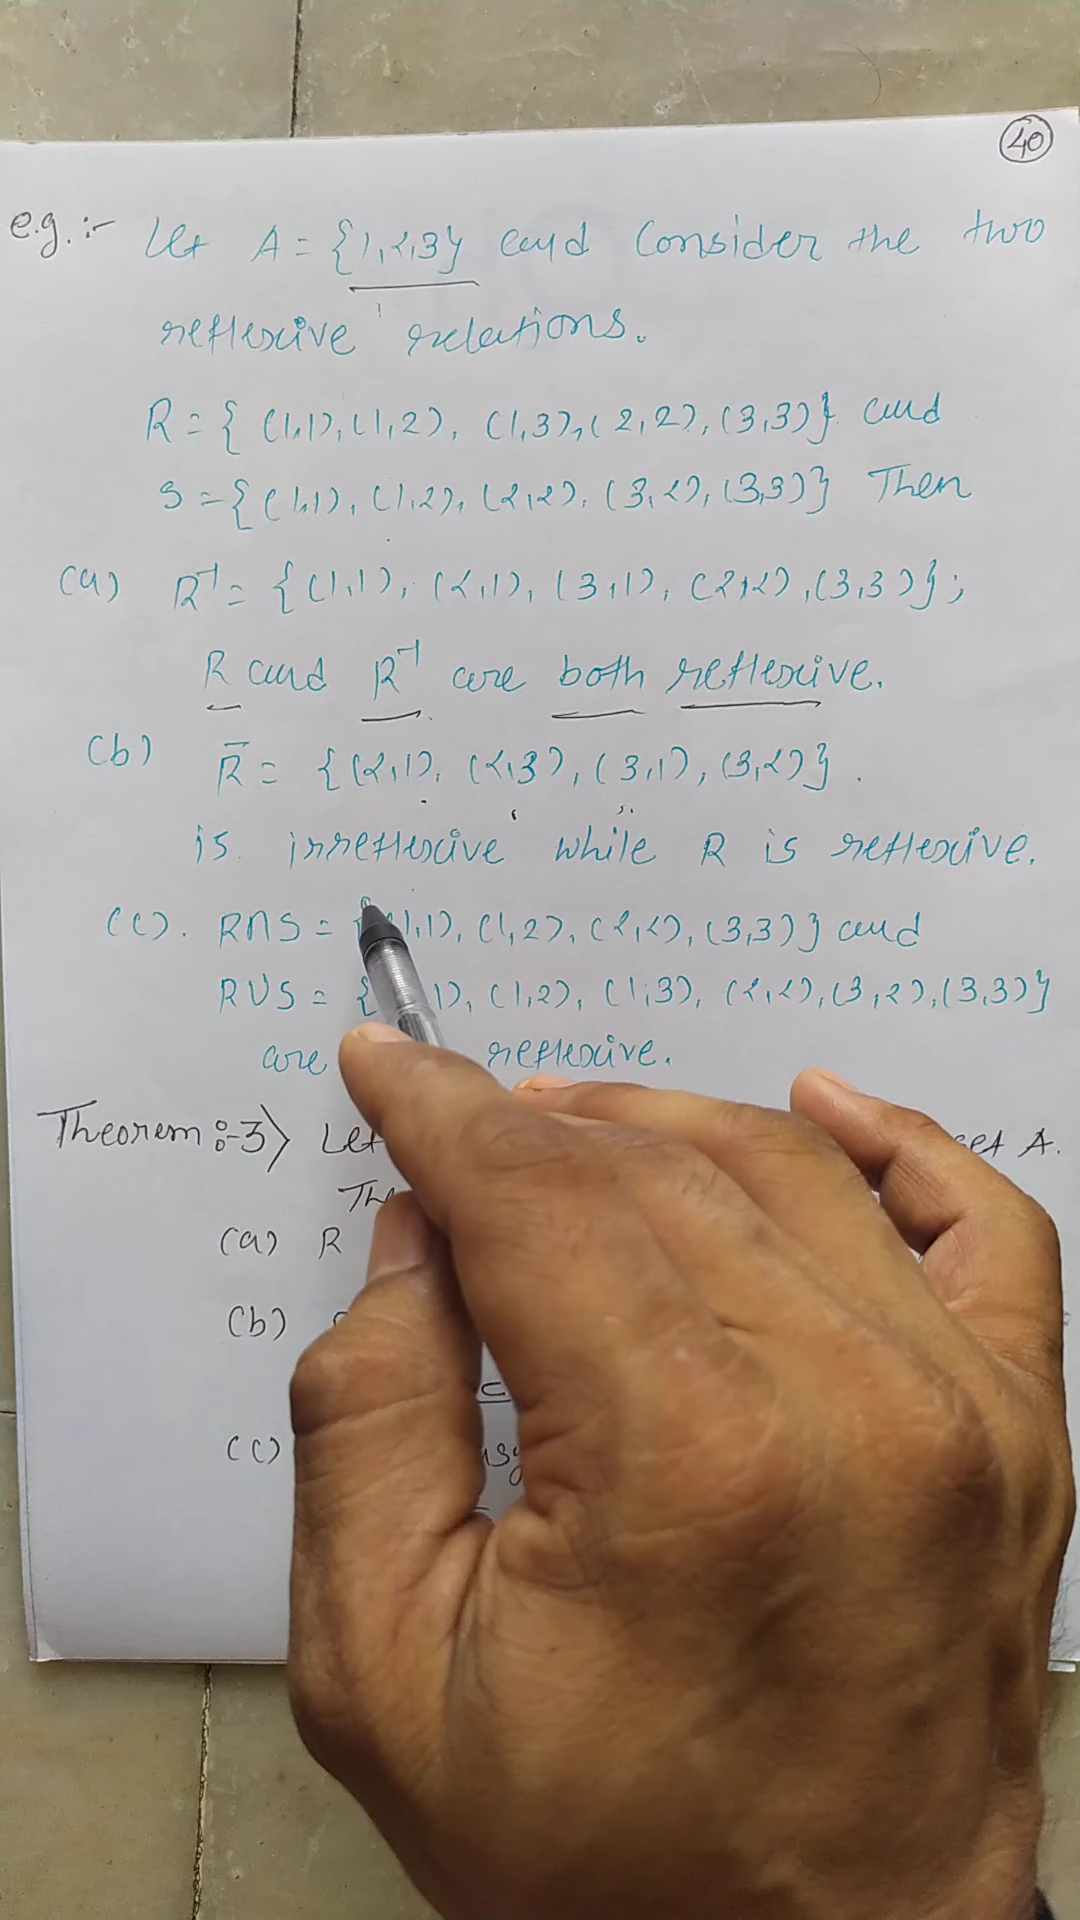 40
e.g. :- Let A = {1,2,3} and Consider the two
reflexive relations.
R = { (1,1), (1,2), (1,3), (2,2), (3,3)} and
S = { (1,1), (1,2), (2,2), (3,2), (3,3)} Then
(a) R⁻¹ = { (1,1), (2,1), (3,1), (2,2), (3,3)};
R and R⁻¹ are both reflexive.
(b) R̅ = {(2,1), (2,3), (3,1), (3,2)}.
is irreflexive while R is reflexive.
(c). R∩S = { 1,1), (1,2), (2,2), (3,3)} and
R∪S = { 1), (1,2), (1,3), (2,2), (3,2), (3,3)}
are reflexive.
Theorem :-3) Let set A.
(a) R
(b)
(c)